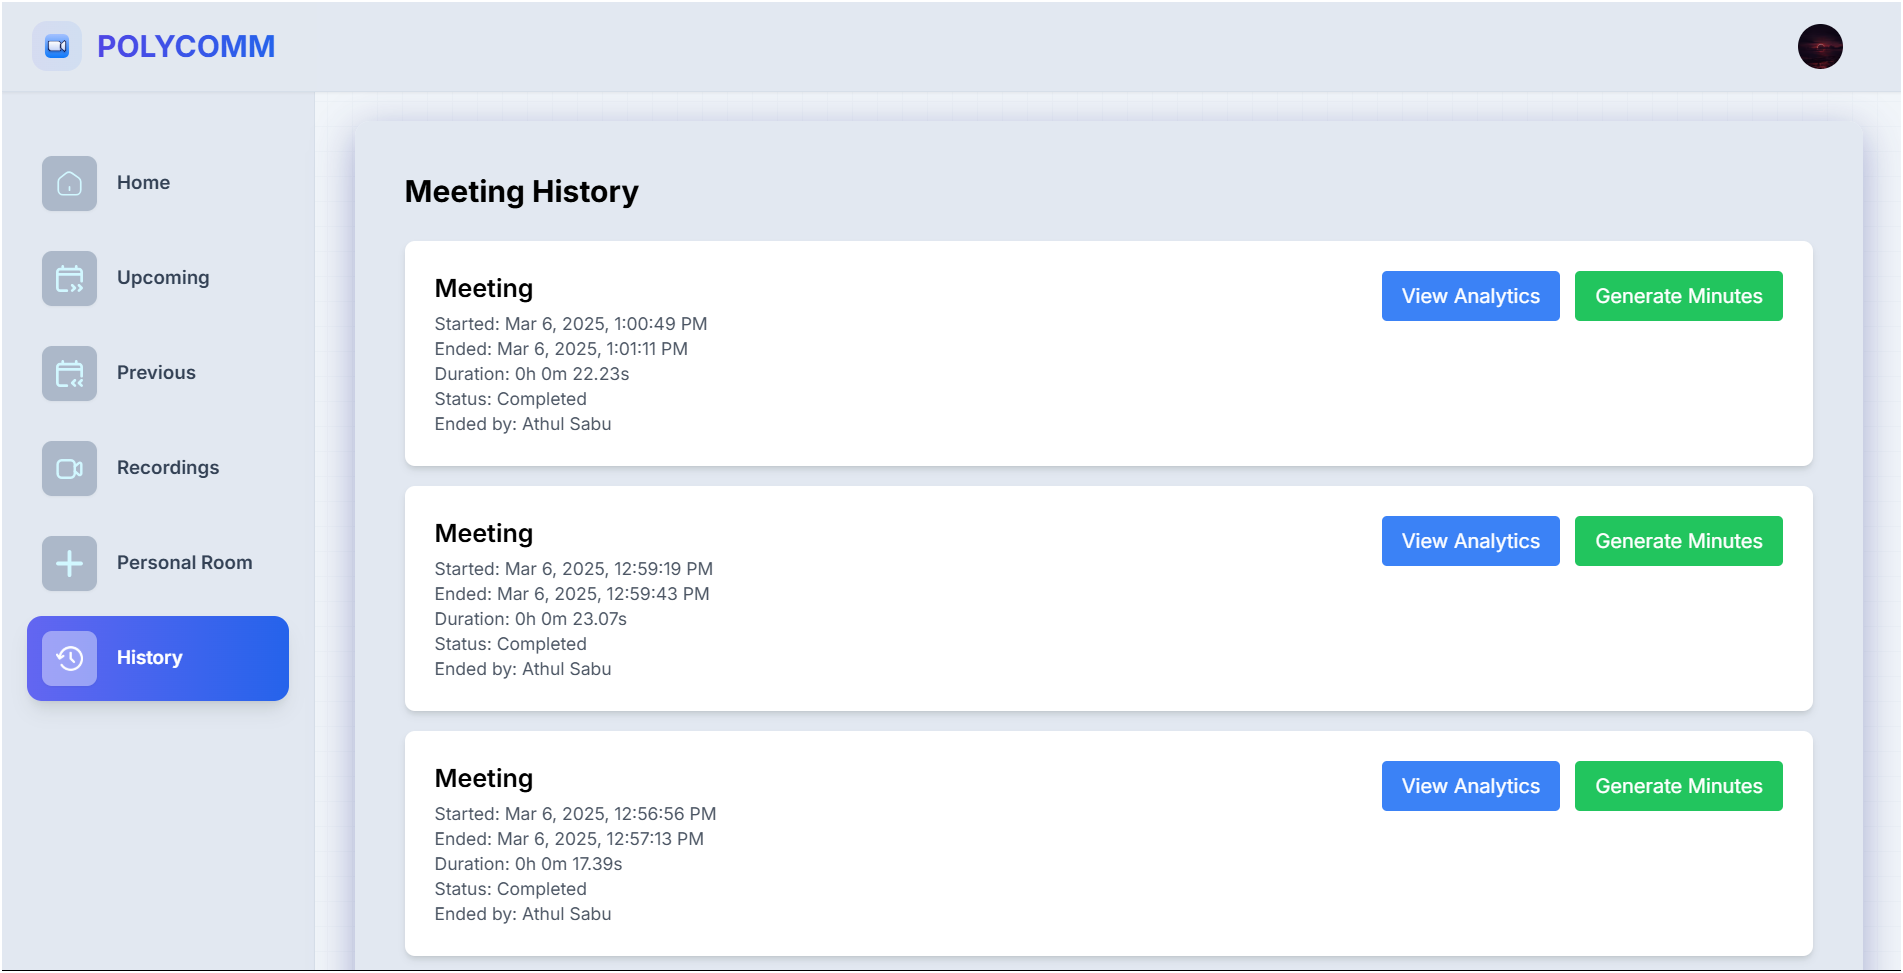 POLYCOMM
Home
Upcoming
Previous
Recordings
Personal Room
History
Meeting History
Meeting
Started: Mar 6, 2025, 1:00:49 PM
Ended: Mar 6, 2025, 1:01:11 PM
Duration: 0h 0m 22.23s
Status: Completed
Ended by: Athul Sabu
View Analytics
Generate Minutes
Meeting
Started: Mar 6, 2025, 12:59:19 PM
Ended: Mar 6, 2025, 12:59:43 PM
Duration: 0h 0m 23.07s
Status: Completed
Ended by: Athul Sabu
View Analytics
Generate Minutes
Meeting
Started: Mar 6, 2025, 12:56:56 PM
Ended: Mar 6, 2025, 12:57:13 PM
Duration: 0h 0m 17.39s
Status: Completed
Ended by: Athul Sabu
View Analytics
Generate Minutes